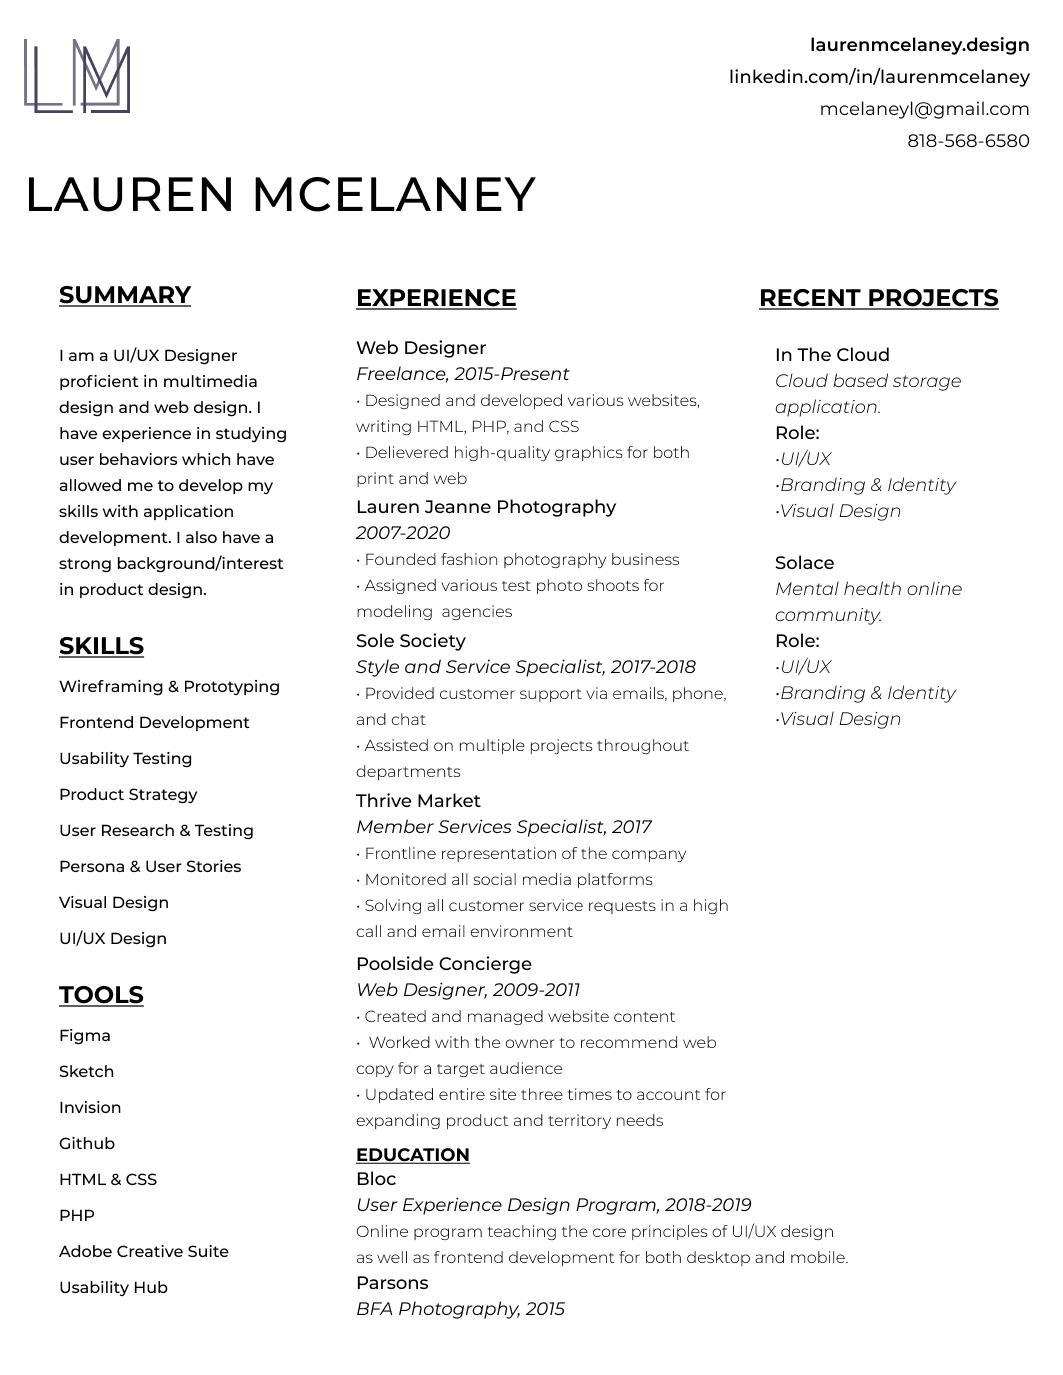 LM
laurenmcelaney.design
linkedin.com/in/laurenmcelaney
mcelaneyl@gmail.com
818-568-6580
LAUREN MCELANEY
SUMMARY
I am a UI/UX Designer
proficient in multimedia
design and web design. I
have experience in studying
user behaviors which have
allowed me to develop my
skills with application
development. I also have a
strong background/interest
in product design.
SKILLS
Wireframing & Prototyping
Frontend Development
Usability Testing
Product Strategy
User Research & Testing
Persona & User Stories
Visual Design
UI/UX Design
TOOLS
Figma
Sketch
Invision
Github
HTML & CSS
PHP
Adobe Creative Suite
Usability Hub
EXPERIENCE
Web Designer
Freelance, 2015-Present
• Designed and developed various websites,
writing HTML, PHP, and CSS
• Delievered high-quality graphics for both
print and web
Lauren Jeanne Photography
2007-2020
• Founded fashion photography business
• Assigned various test photo shoots for
modeling  agencies
Sole Society
Style and Service Specialist, 2017-2018
• Provided customer support via emails, phone,
and chat
• Assisted on multiple projects throughout
departments
Thrive Market
Member Services Specialist, 2017
• Frontline representation of the company
• Monitored all social media platforms
• Solving all customer service requests in a high
call and email environment
Poolside Concierge
Web Designer, 2009-2011
• Created and managed website content
•  Worked with the owner to recommend web
copy for a target audience
• Updated entire site three times to account for
expanding product and territory needs
EDUCATION
Bloc
User Experience Design Program, 2018-2019
Online program teaching the core principles of UI/UX design
as well as frontend development for both desktop and mobile.
Parsons
BFA Photography, 2015
RECENT PROJECTS
In The Cloud
Cloud based storage
application.
Role:
•UI/UX
•Branding & Identity
•Visual Design
Solace
Mental health online
community.
Role:
•UI/UX
•Branding & Identity
•Visual Design